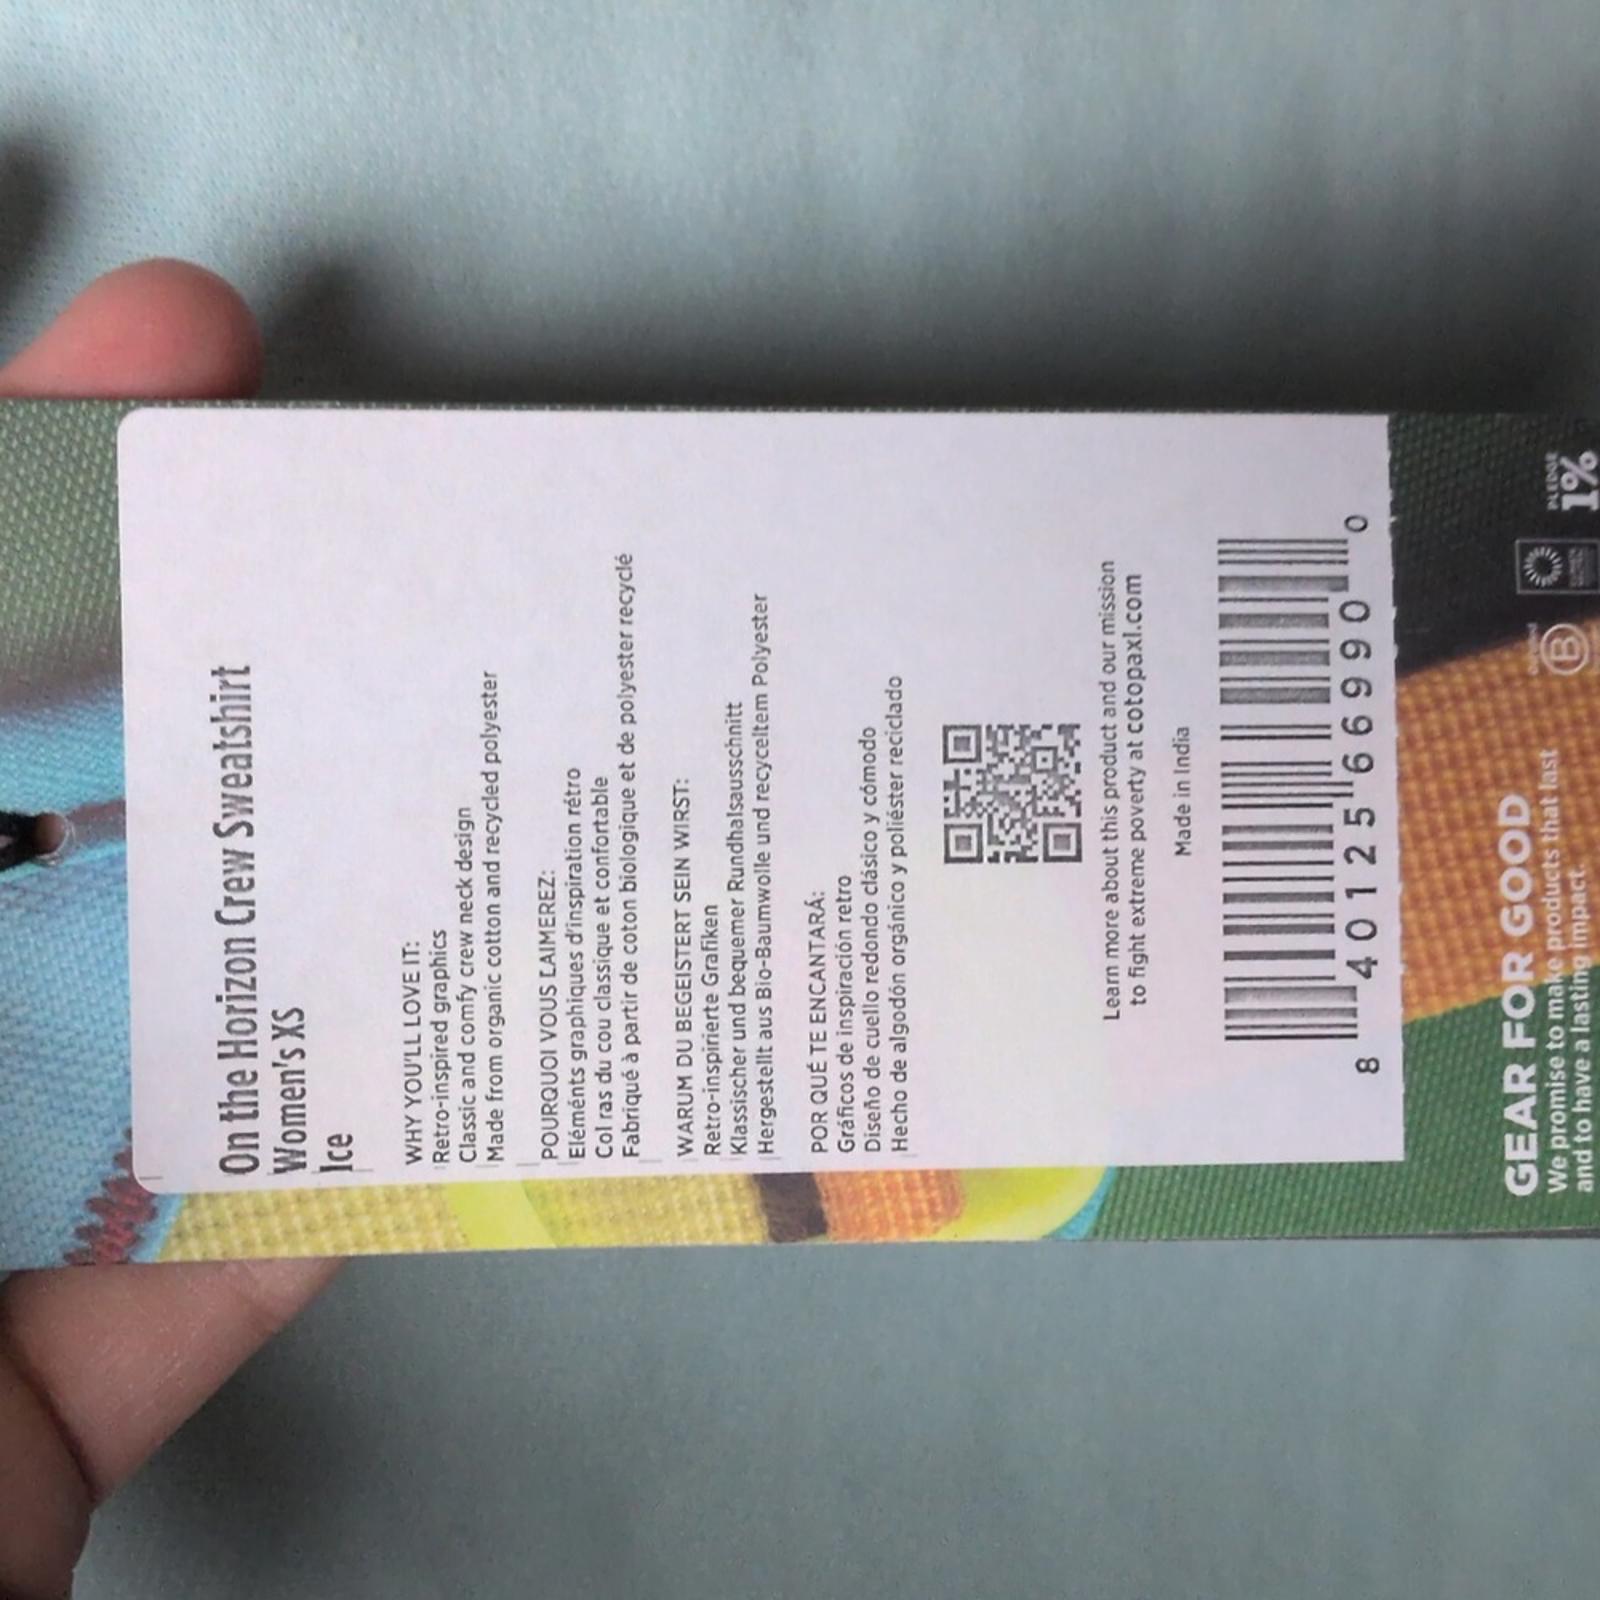 On the Horizon Crew Sweatshirt
Women's XS
Ice
WHY YOU'LL LOVE IT:
Retro-inspired graphics
Classic and comfy crew neck design
Made from organic cotton and recycled polyester
POURQUOI VOUS L'AIMEREZ:
Eléménts graphiques d'inspiration rétro
Col ras du cou classique et confortable
Fabriqué à partir de coton biologique et de polyester recyclé
WARUM DU BEGEISTERT SEIN WIRST:
Retro-inspirierte Grafiken
Klassischer und bequemer Rundhalsausschnitt
Hergestellt aus Bio-Baumwolle und recyceltem Polyester
POR QUÉ TE ENCANTARÁ:
Gráficos de inspiración retro
Diseño de cuello redondo clásico y cómodo
Hecho de algodón orgánico y poliéster reciclado
Learn more about this product and our mission
to fight extreme poverty at cotopaxi.com
Made in India
8 40125 66990 0
GEAR FOR GOOD
We promise to make products that last
and to have a lasting impact.
B
PLEDGE
1%